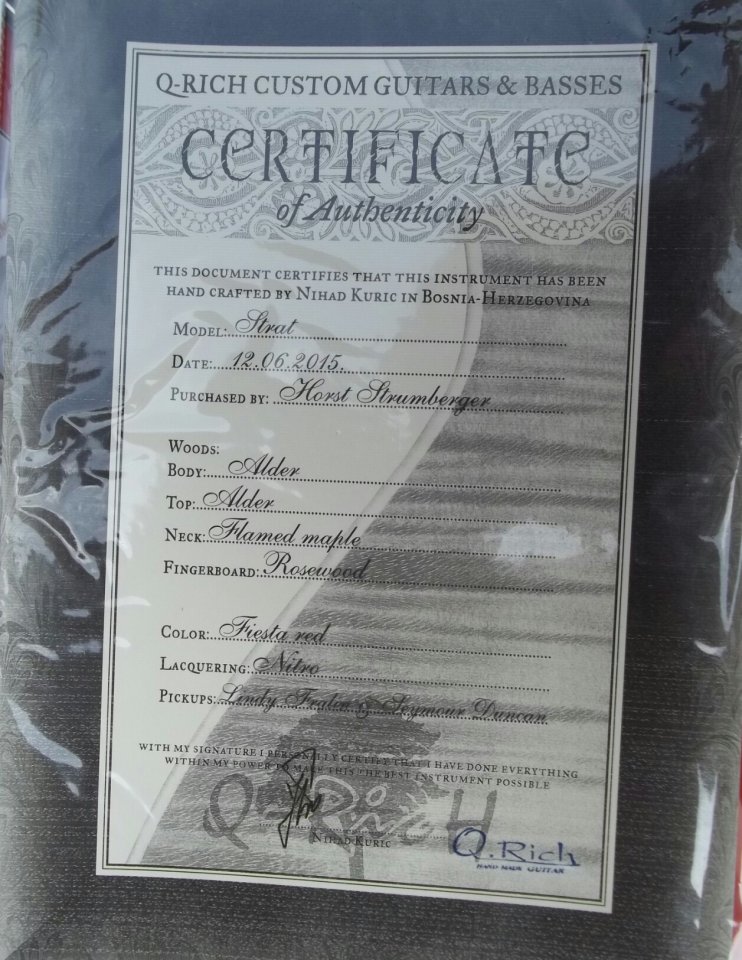 Q-RICH CUSTOM GUITARS & BASSES
CERTIFICATE
of Authenticity
THIS DOCUMENT CERTIFIES THAT THIS INSTRUMENT HAS BEEN
HAND CRAFTED BY NIHAD KURIC IN BOSNIA-HERZEGOVINA
MODEL: Strat
DATE: 12.06.2015.
PURCHASED BY: Horst Strumberger
WOODS:
BODY: Alder
TOP: Alder
NECK: Flamed maple
FINGERBOARD: Rosewood
COLOR: Fiesta red
LACQUERING: Nitro
PICKUPS: Lindy Fralin & Seymour Duncan
WITH MY SIGNATURE I PERSONALLY CERTIFY THAT I HAVE DONE EVERYTHING
WITHIN MY POWER TO MAKE THIS THE BEST INSTRUMENT POSSIBLE
Q-RICH
NIHAD KURIC
Q.Rich
HAND MADE GUITAR